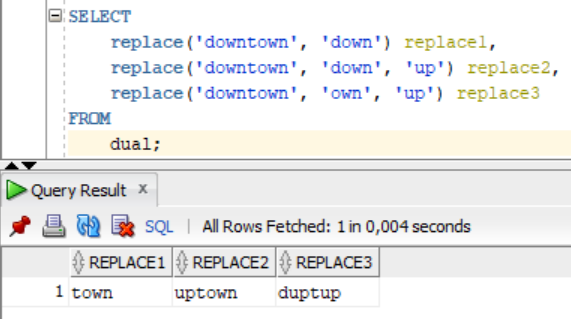 SELECT
replace('downtown', 'down') replace1,
replace('downtown', 'down', 'up') replace2,
replace('downtown', 'own', 'up') replace3
FROM
dual;
Query Result x
SQL | All Rows Fetched: 1 in 0,004 seconds
REPLACE1 REPLACE2 REPLACE3
1 town uptown duptup